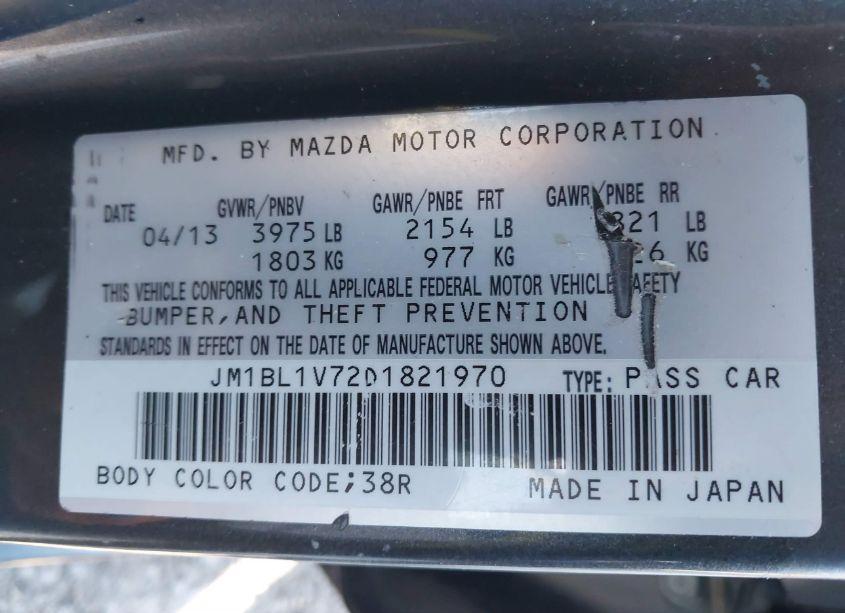 MFD. BY MAZDA MOTOR CORPORATION
DATE GVWR/PNBV GAWR/PNBE FRT GAWR/PNBE RR
04/13 3975 LB 2154 LB LB
1803 KG 977 KG KG
THIS VEHICLE CONFORMS TO ALL APPLICABLE FEDERAL MOTOR VEHICLE SAFETY
BUMPER, AND THEFT PREVENTION
STANDARDS IN EFFECT ON THE DATE OF MANUFACTURE SHOWN ABOVE.
JM1BL1V72D1821970 TYPE: PASS CAR
BODY COLOR CODE;38R MADE IN JAPAN